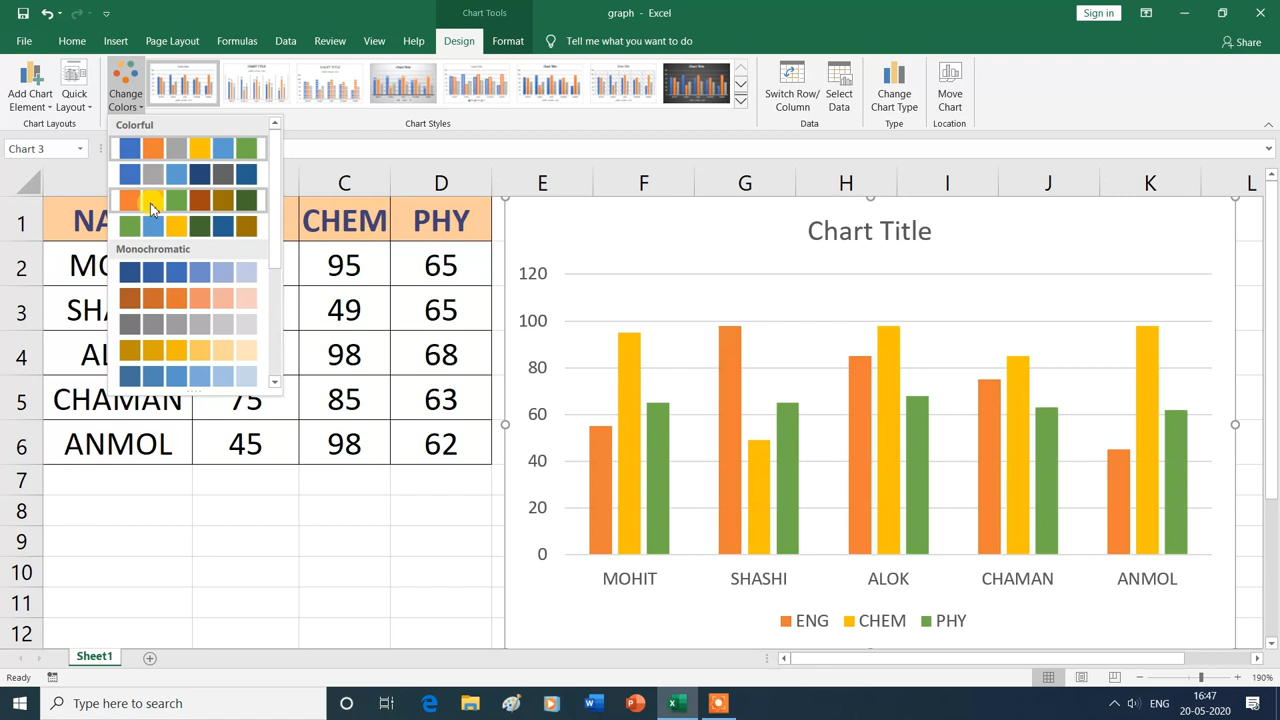 Chart Tools
graph - Excel
Sign in
File Home Insert Page Layout Formulas Data Review View Help Design Format Tell me what you want to do Share
Add Chart Element Quick Layout Change Colors Switch Row/Column Select Data Change Chart Type Move Chart
Chart Layouts Chart Styles Data Type Location
Colorful
Monochromatic
Chart 3
C D E F G H I J K L
1 CHEM PHY
2 95 65
3 49 65
4 98 68
5 CHAMAN 75 85 63
6 ANMOL 45 98 62
7
8
9
10
11
12
Chart Title
120
100
80
60
40
20
0
MOHIT SHASHI ALOK CHAMAN ANMOL
ENG CHEM PHY
Sheet1
Ready 190%
Type here to search
ENG
16:47
20-05-2020